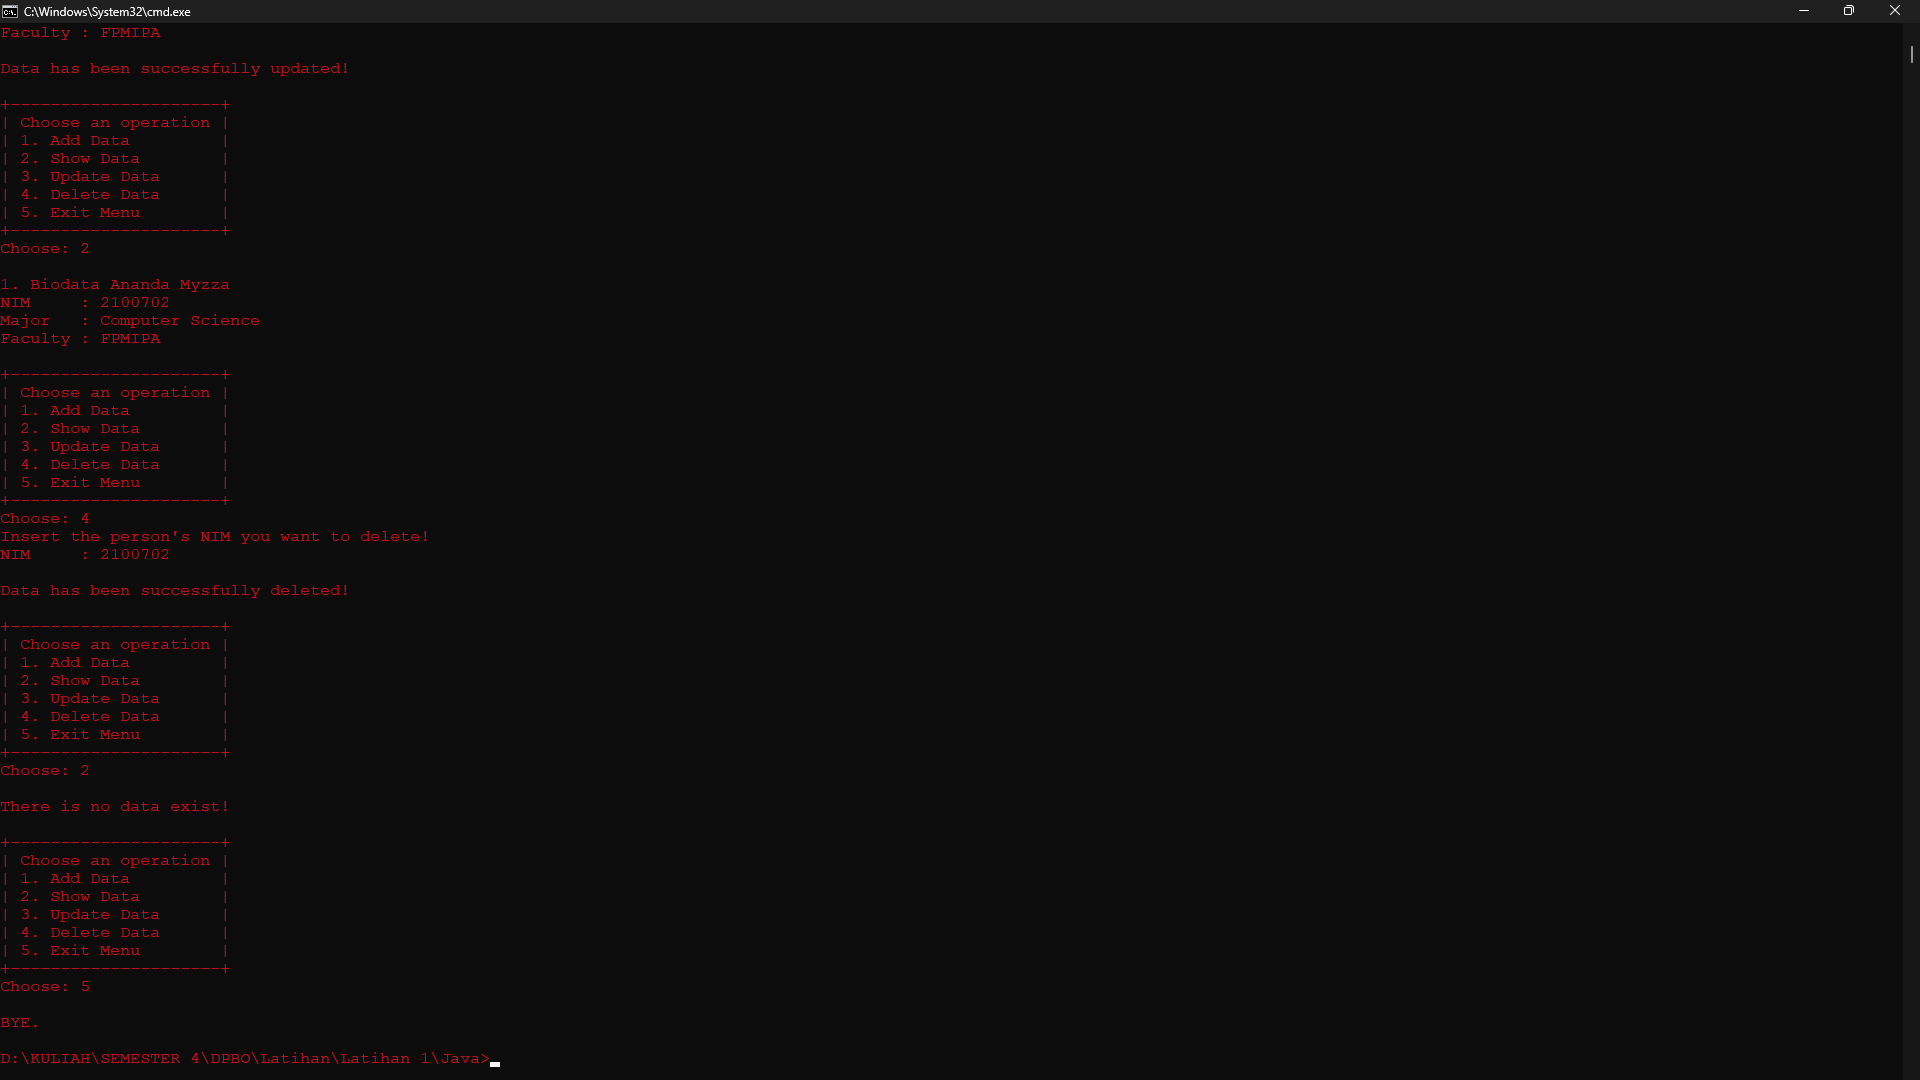 C:\Windows\System32\cmd.exe
Faculty : FPMIPA
Data has been successfully updated!
+---------------------+
| Choose an operation |
| 1. Add Data         |
| 2. Show Data        |
| 3. Update Data      |
| 4. Delete Data      |
| 5. Exit Menu        |
+---------------------+
Choose: 2
1. Biodata Ananda Myzza
NIM     : 2100702
Major   : Computer Science
Faculty : FPMIPA
+---------------------+
| Choose an operation |
| 1. Add Data         |
| 2. Show Data        |
| 3. Update Data      |
| 4. Delete Data      |
| 5. Exit Menu        |
+---------------------+
Choose: 4
Insert the person's NIM you want to delete!
NIM     : 2100702
Data has been successfully deleted!
+---------------------+
| Choose an operation |
| 1. Add Data         |
| 2. Show Data        |
| 3. Update Data      |
| 4. Delete Data      |
| 5. Exit Menu        |
+---------------------+
Choose: 2
There is no data exist!
+---------------------+
| Choose an operation |
| 1. Add Data         |
| 2. Show Data        |
| 3. Update Data      |
| 4. Delete Data      |
| 5. Exit Menu        |
+---------------------+
Choose: 5
BYE.
D:\KULIAH\SEMESTER 4\DPBO\Latihan\Latihan 1\Java>